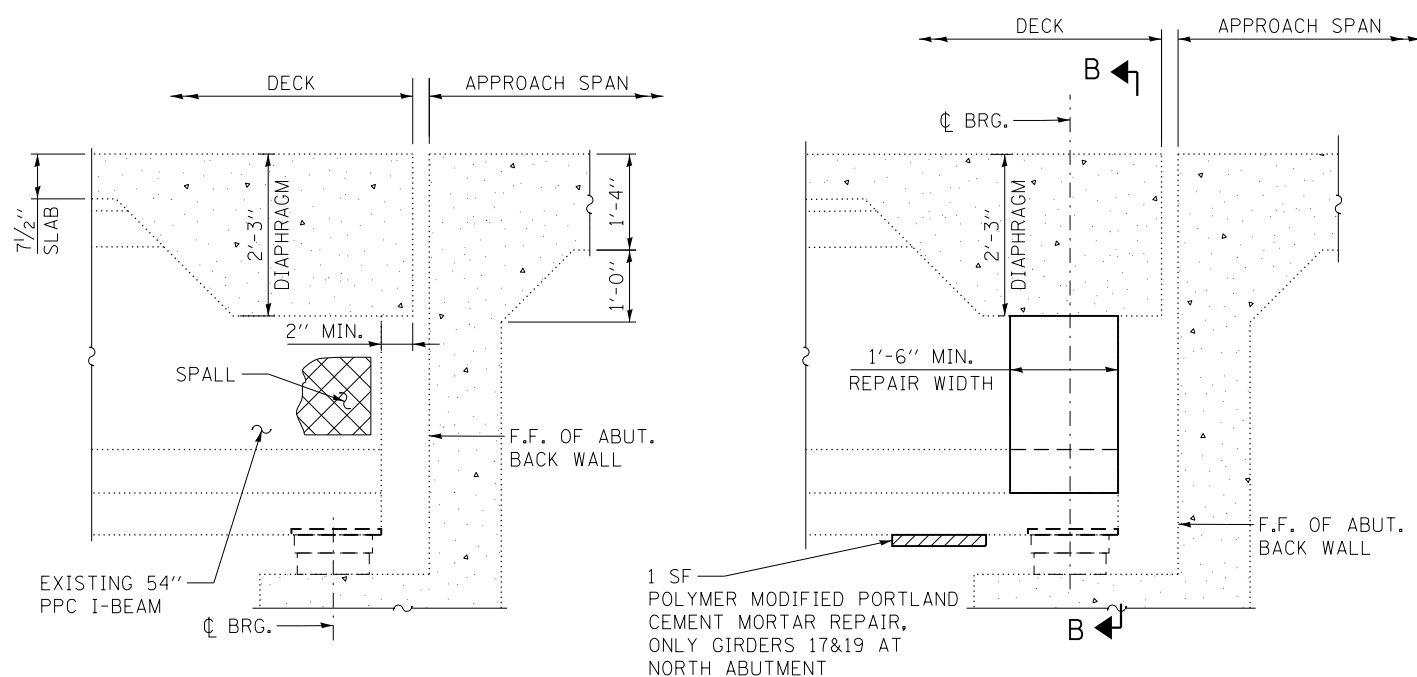 DECK
APPROACH SPAN
7 1/2" SLAB
2'-3" DIAPHRAGM
1'-4"
1'-0"
2" MIN.
SPALL
F.F. OF ABUT.
BACK WALL
EXISTING 54"
PPC I-BEAM
℄ BRG.
DECK
APPROACH SPAN
B
℄ BRG.
2'-3" DIAPHRAGM
1'-6" MIN.
REPAIR WIDTH
F.F. OF ABUT.
BACK WALL
1 SF
POLYMER MODIFIED PORTLAND
CEMENT MORTAR REPAIR,
ONLY GIRDERS 17&19 AT
NORTH ABUTMENT
B